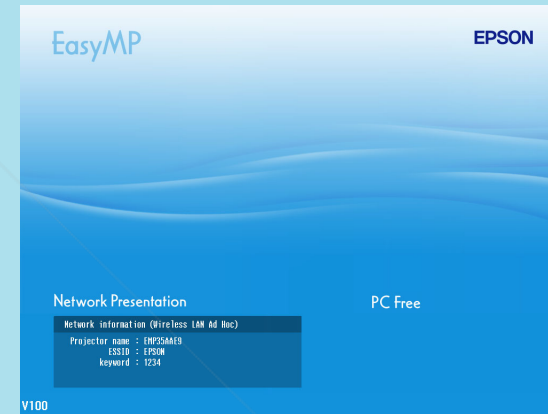 EasyMP
EPSON
Network Presentation
PC Free
Network information (Wireless LAN Ad Hoc)
Projector name : EMP35AAE9
ESSID : EPSON
keyword : 1234
V100